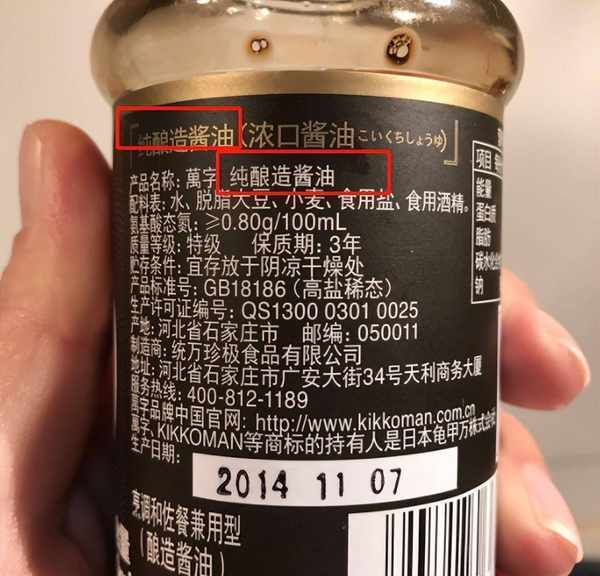 「纯酿造酱油(浓口酱油こいくちしょうゆ)」
产品名称: 萬字 纯酿造酱油
配料表: 水、脱脂大豆、小麦、食用盐、食用酒精。
氨基酸态氮: ≥0.80g/100mL
质量等级: 特级 保质期: 3年
贮存条件: 宜存放于阴凉干燥处
产品标准号: GB18186 (高盐稀态)
生产许可证编号: QS1300 0301 0025
产地: 河北省石家庄市 邮编: 050011
制造商: 统万珍极食品有限公司
地址: 河北省石家庄市广安大街34号天利商务大厦
服务热线: 400-812-1189
萬字品牌中国官网: http://www.kikkoman.com.cn
萬字、KIKKOMAN等商标的持有人是日本龟甲万株式会社
生产日期:
2014 11 07
烹调和佐餐兼用型
(酿造酱油)
项目
能量
蛋白质
脂肪
碳水化合
钠